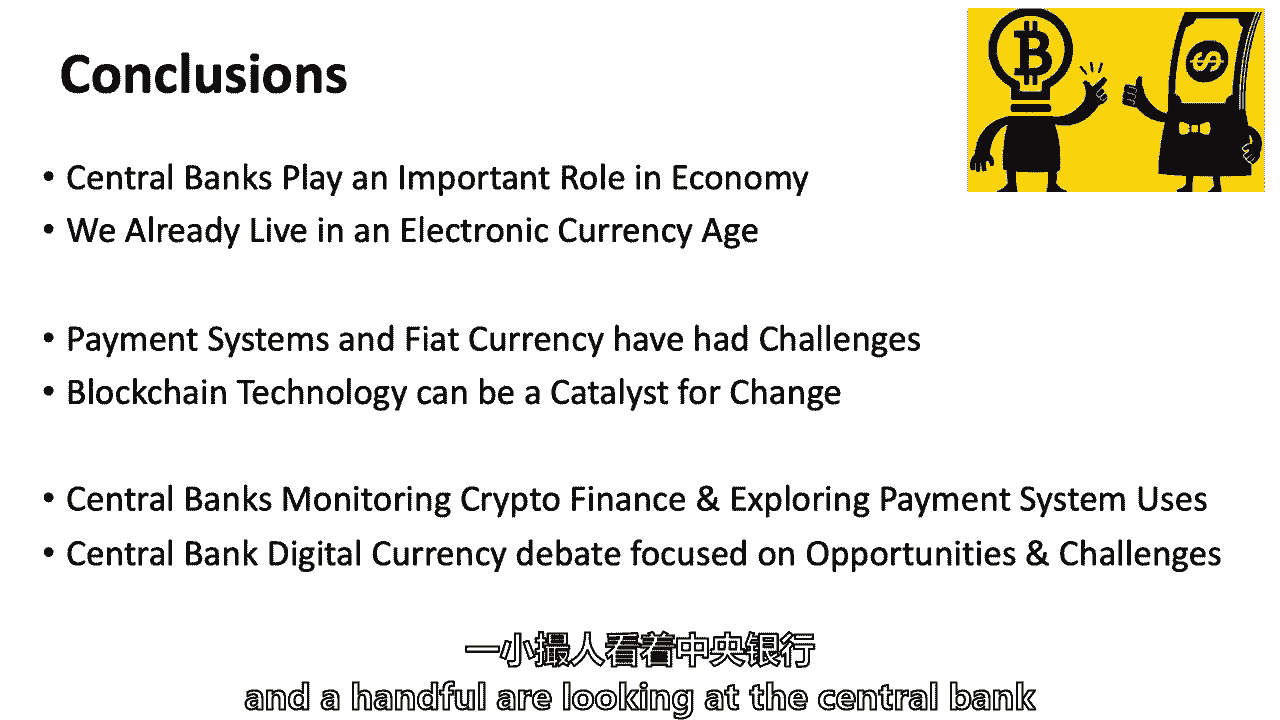 Conclusions
• Central Banks Play an Important Role in Economy
• We Already Live in an Electronic Currency Age
• Payment Systems and Fiat Currency have had Challenges
• Blockchain Technology can be a Catalyst for Change
• Central Banks Monitoring Crypto Finance & Exploring Payment System Uses
• Central Bank Digital Currency debate focused on Opportunities & Challenges
一小撮人看着中央银行
and a handful are looking at the central bank